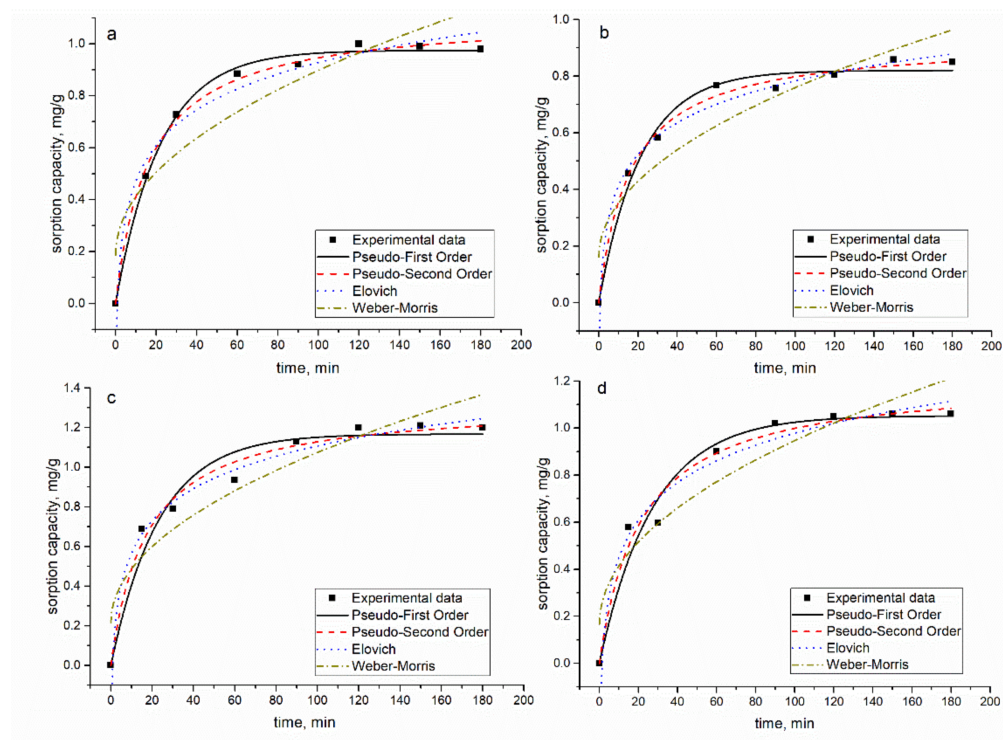 a
sorption capacity, mg/g
1.0
0.8
0.6
0.4
0.2
0.0
Experimental data
Pseudo-First Order
Pseudo-Second Order
Elovich
Weber-Morris
0 20 40 60 80 100 120 140 160 180 200
time, min
b
sorption capacity, mg/g
1.0
0.8
0.6
0.4
0.2
0.0
Experimental data
Pseudo-First Order
Pseudo-Second Order
Elovich
Weber-Morris
0 20 40 60 80 100 120 140 160 180 200
time, min
c
sorption capacity, mg/g
1.4
1.2
1.0
0.8
0.6
0.4
0.2
0.0
Experimental data
Pseudo-First Order
Pseudo-Second Order
Elovich
Weber-Morris
0 20 40 60 80 100 120 140 160 180 200
time, min
d
sorption capacity, mg/g
1.2
1.0
0.8
0.6
0.4
0.2
0.0
Experimental data
Pseudo-First Order
Pseudo-Second Order
Elovich
Weber-Morris
0 20 40 60 80 100 120 140 160 180 200
time, min